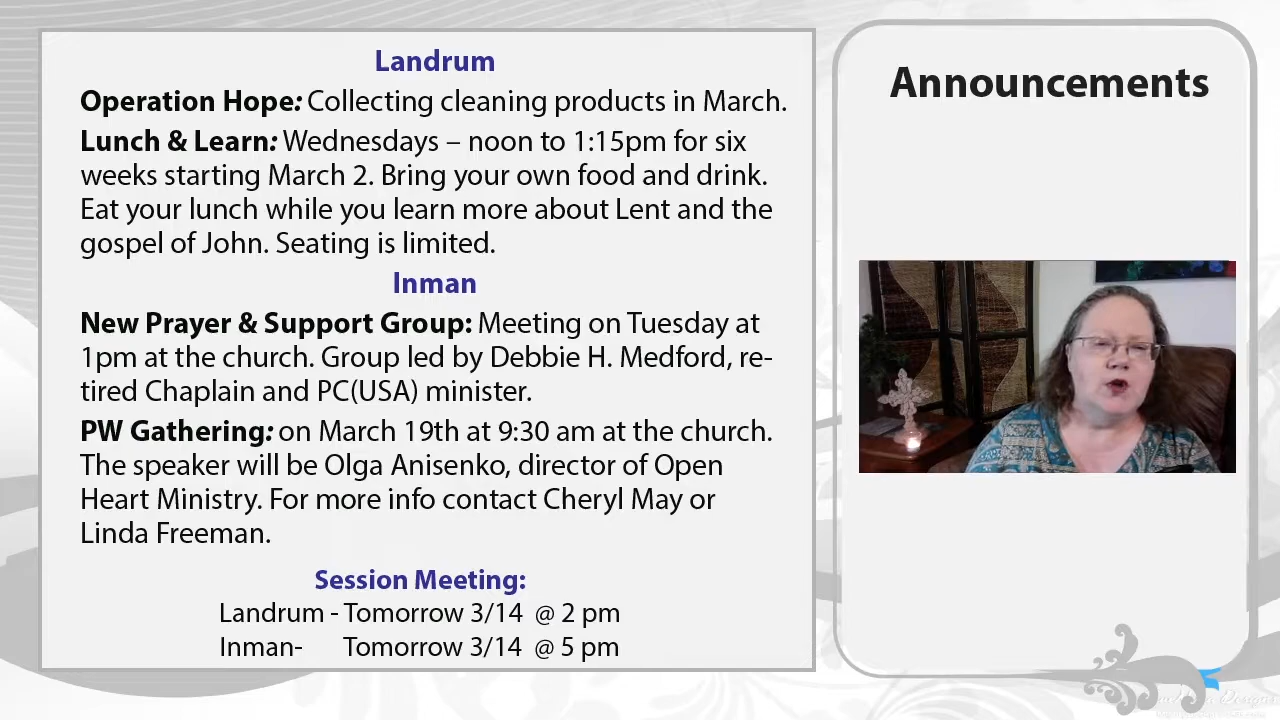 Landrum
Operation Hope: Collecting cleaning products in March.
Lunch & Learn: Wednesdays – noon to 1:15pm for six
weeks starting March 2. Bring your own food and drink.
Eat your lunch while you learn more about Lent and the
gospel of John. Seating is limited.
Inman
New Prayer & Support Group: Meeting on Tuesday at
1pm at the church. Group led by Debbie H. Medford, re-
tired Chaplain and PC(USA) minister.
PW Gathering: on March 19th at 9:30 am at the church.
The speaker will be Olga Anisenko, director of Open
Heart Ministry. For more info contact Cheryl May or
Linda Freeman.
Session Meeting:
Landrum - Tomorrow 3/14 @ 2 pm
Inman- Tomorrow 3/14 @ 5 pm
Announcements